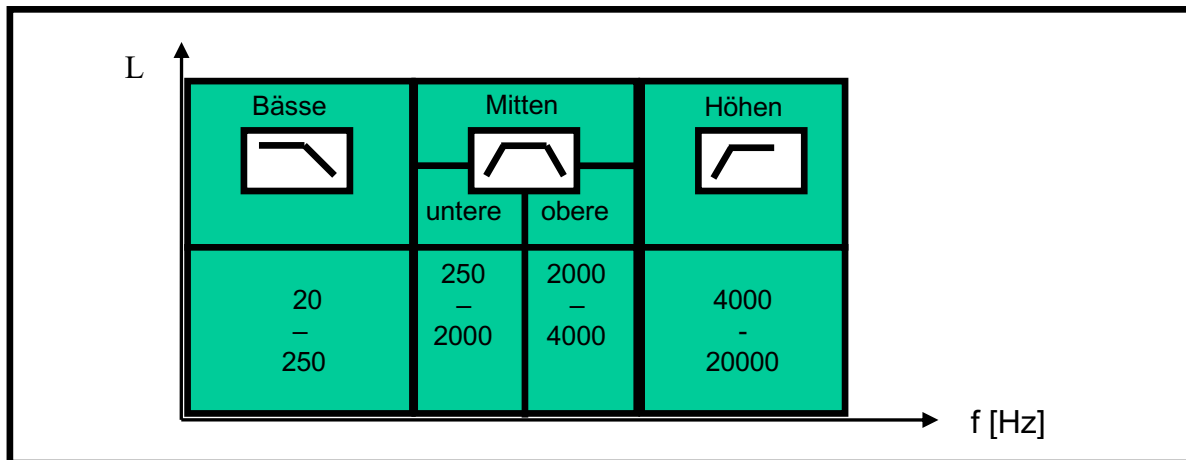 L
Bässe
Mitten
Höhen
untere
obere
20
–
250
250
–
2000
2000
–
4000
4000
-
20000
f [Hz]